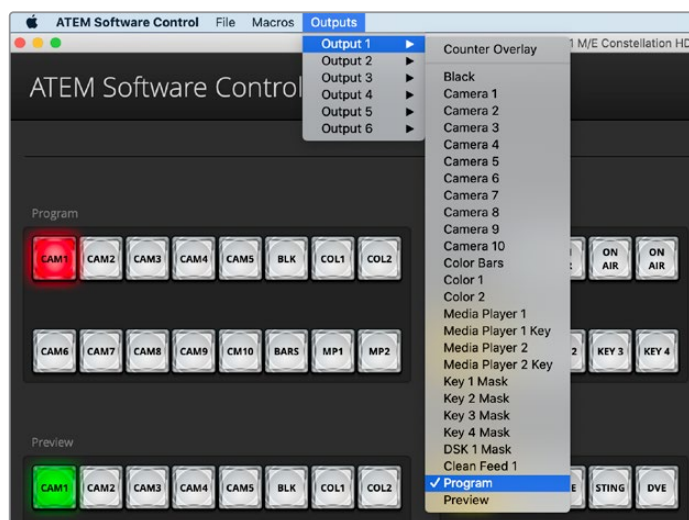 ATEM Software Control File Macros Outputs
1 M/E Constellation HD
ATEM Software Control
Output 1
Output 2
Output 3
Output 4
Output 5
Output 6
Counter Overlay
Black
Camera 1
Camera 2
Camera 3
Camera 4
Camera 5
Camera 6
Camera 7
Camera 8
Camera 9
Camera 10
Color Bars
Color 1
Color 2
Media Player 1
Media Player 1 Key
Media Player 2
Media Player 2 Key
Key 1 Mask
Key 2 Mask
Key 3 Mask
Key 4 Mask
DSK 1 Mask
Clean Feed 1
✓ Program
Preview
Program
CAM1 CAM2 CAM3 CAM4 CAM5 BLK COL1 COL2
ON AIR ON AIR
CAM6 CAM7 CAM8 CAM9 CM10 BARS MP1 MP2
2 KEY 3 KEY 4
Preview
CAM1 CAM2 CAM3 CAM4 CAM5 BLK COL1 COL2
E STING DVE